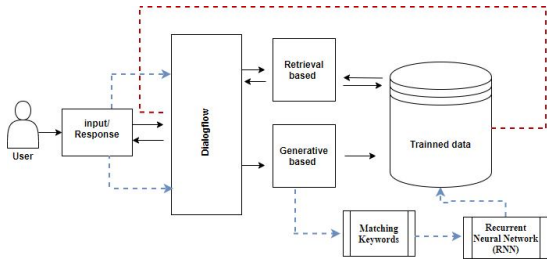 User
input/
Response
Dialogflow
Retrieval
based
Generative
based
Trainned data
Matching
Keywords
Recurrent
Neural Network
(RNN)